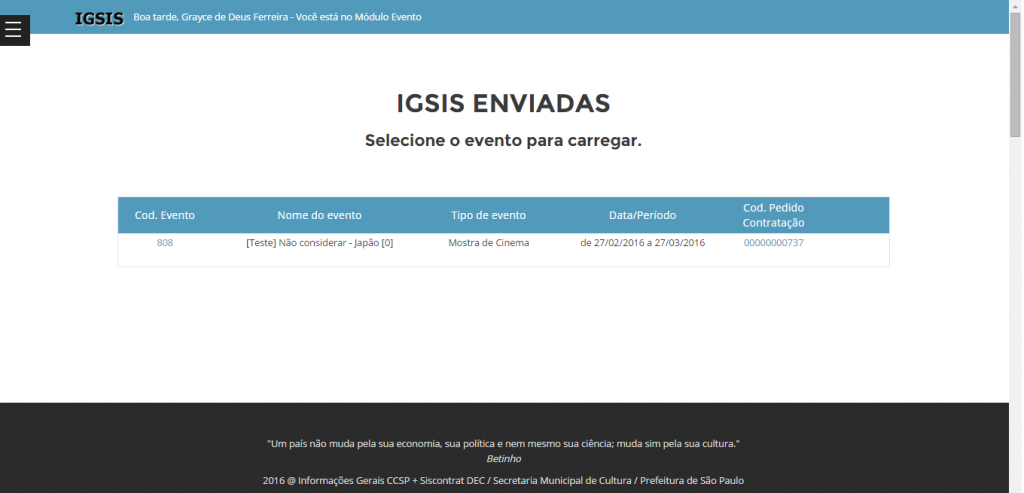 IGSIS Boa tarde, Grayce de Deus Ferreira - Você está no Módulo Evento
IGSIS ENVIADAS
Selecione o evento para carregar.
Cod. Evento Nome do evento Tipo de evento Data/Período Cod. Pedido Contratação
808 [Teste] Não considerar - Japão [0] Mostra de Cinema de 27/02/2016 a 27/03/2016 00000000737
"Um país não muda pela sua economia, sua política e nem mesmo sua ciência; muda sim pela sua cultura."
Betinho
2016 @ Informações Gerais CCSP + Siscontrat DEC / Secretaria Municipal de Cultura / Prefeitura de São Paulo